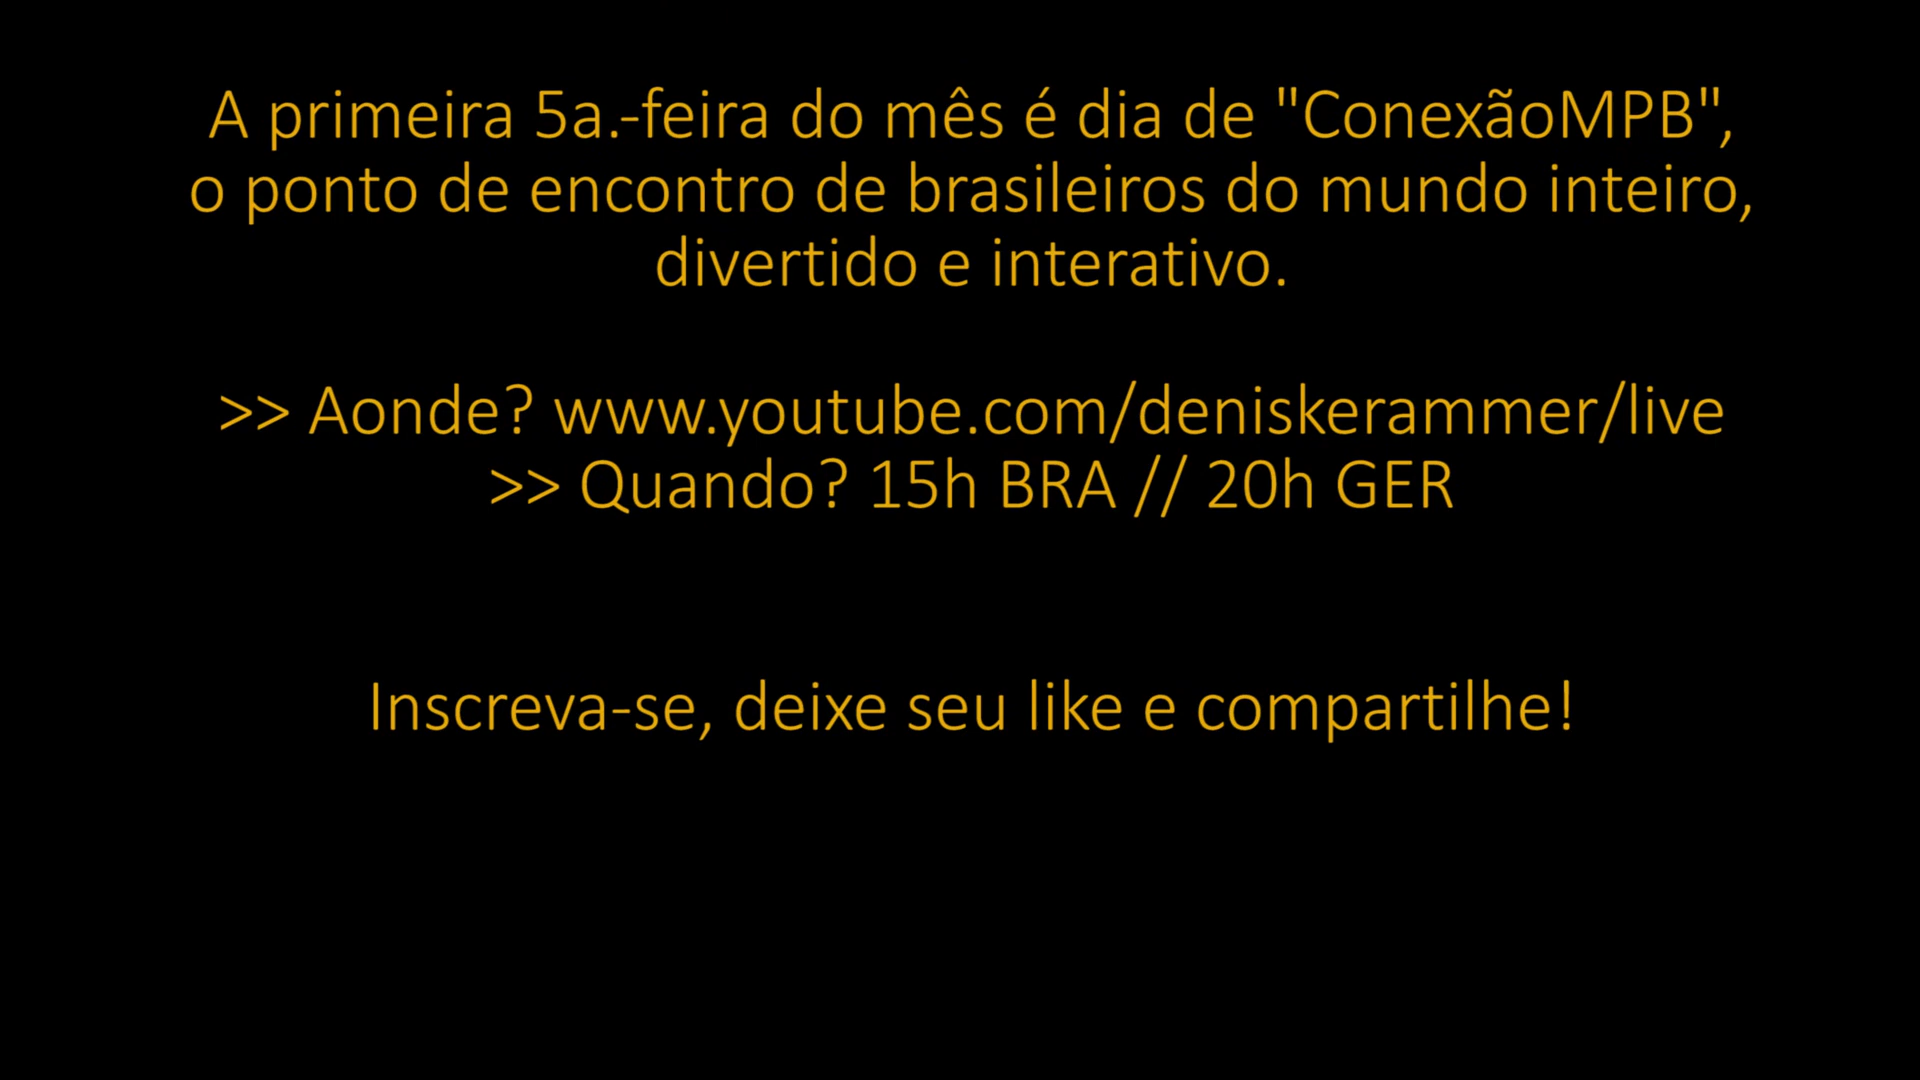 A primeira 5a.-feira do mês é dia de "ConexãoMPB",
o ponto de encontro de brasileiros do mundo inteiro,
divertido e interativo.
>> Aonde? www.youtube.com/deniskerammer/live
>> Quando? 15h BRA // 20h GER
Inscreva-se, deixe seu like e compartilhe!